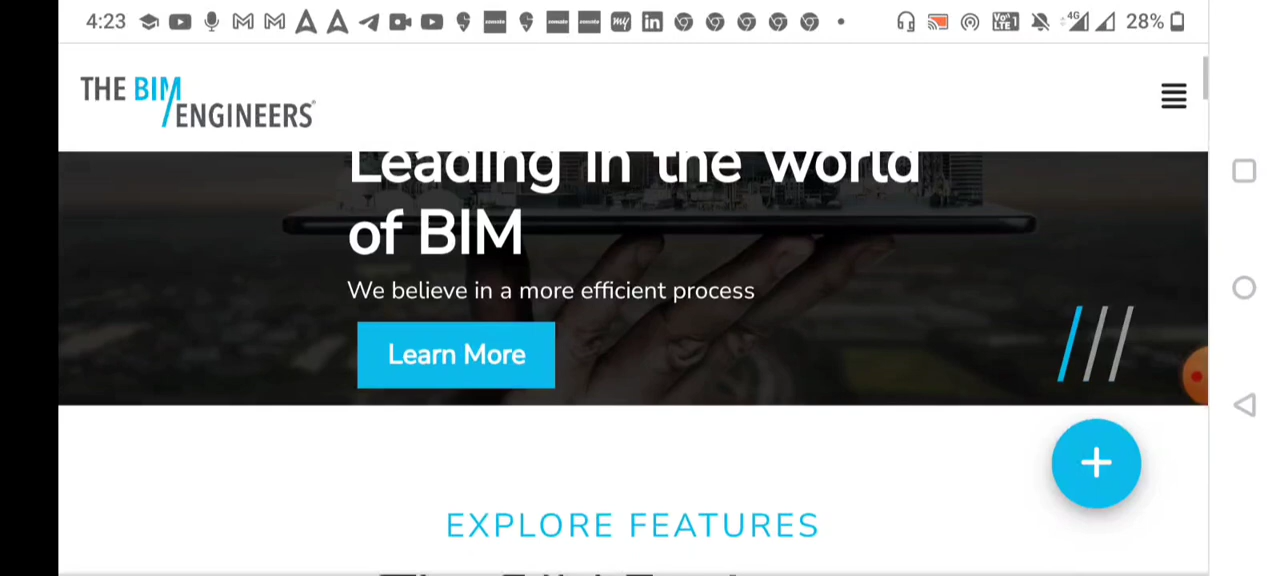 4:23
28%
THE BIM
ENGINEERS
Leading in the world
of BIM
We believe in a more efficient process
Learn More
EXPLORE FEATURES